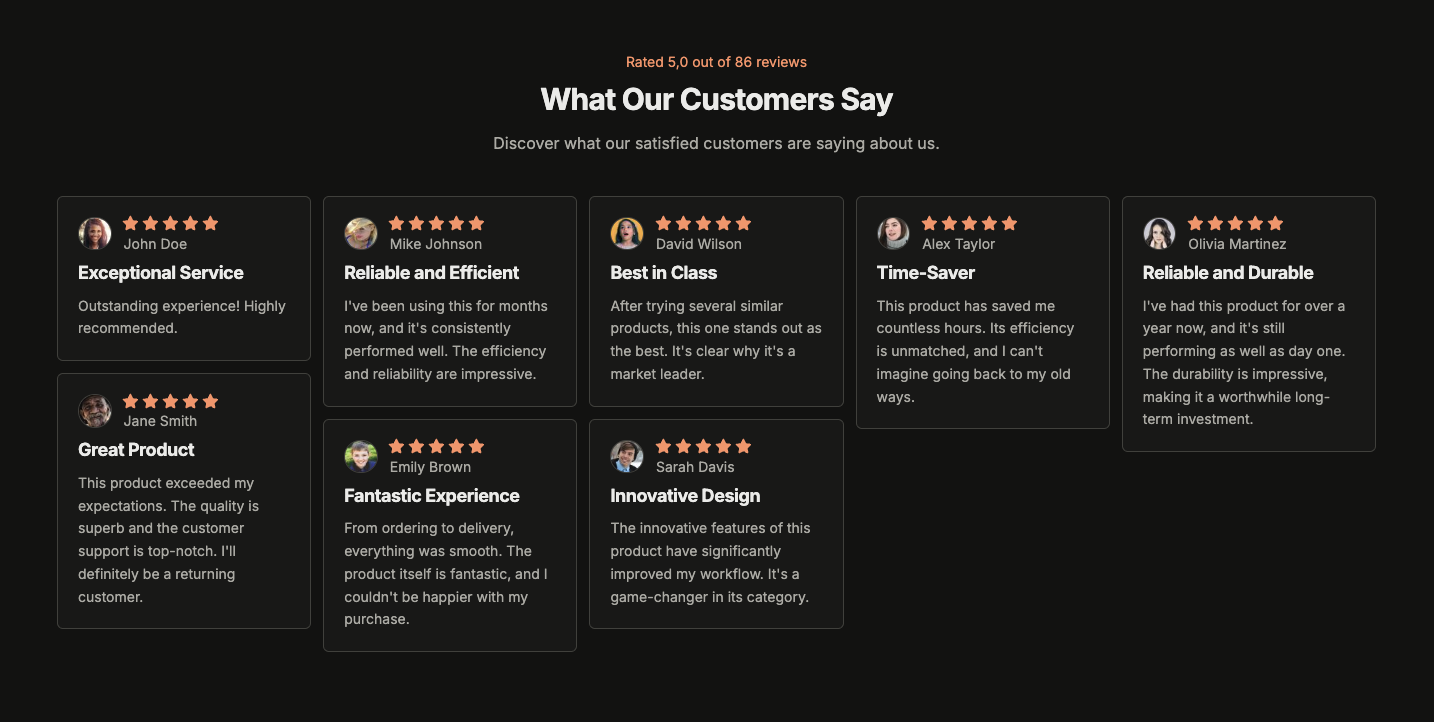 Rated 5,0 out of 86 reviews
What Our Customers Say
Discover what our satisfied customers are saying about us.
John Doe
Exceptional Service
Outstanding experience! Highly
recommended.
Jane Smith
Great Product
This product exceeded my
expectations. The quality is
superb and the customer
support is top-notch. I'll
definitely be a returning
customer.
Mike Johnson
Reliable and Efficient
I've been using this for months
now, and it's consistently
performed well. The efficiency
and reliability are impressive.
Emily Brown
Fantastic Experience
From ordering to delivery,
everything was smooth. The
product itself is fantastic, and I
couldn't be happier with my
purchase.
David Wilson
Best in Class
After trying several similar
products, this one stands out as
the best. It's clear why it's a
market leader.
Sarah Davis
Innovative Design
The innovative features of this
product have significantly
improved my workflow. It's a
game-changer in its category.
Alex Taylor
Time-Saver
This product has saved me
countless hours. Its efficiency
is unmatched, and I can't
imagine going back to my old
ways.
Olivia Martinez
Reliable and Durable
I've had this product for over a
year now, and it's still
performing as well as day one.
The durability is impressive,
making it a worthwhile long-
term investment.